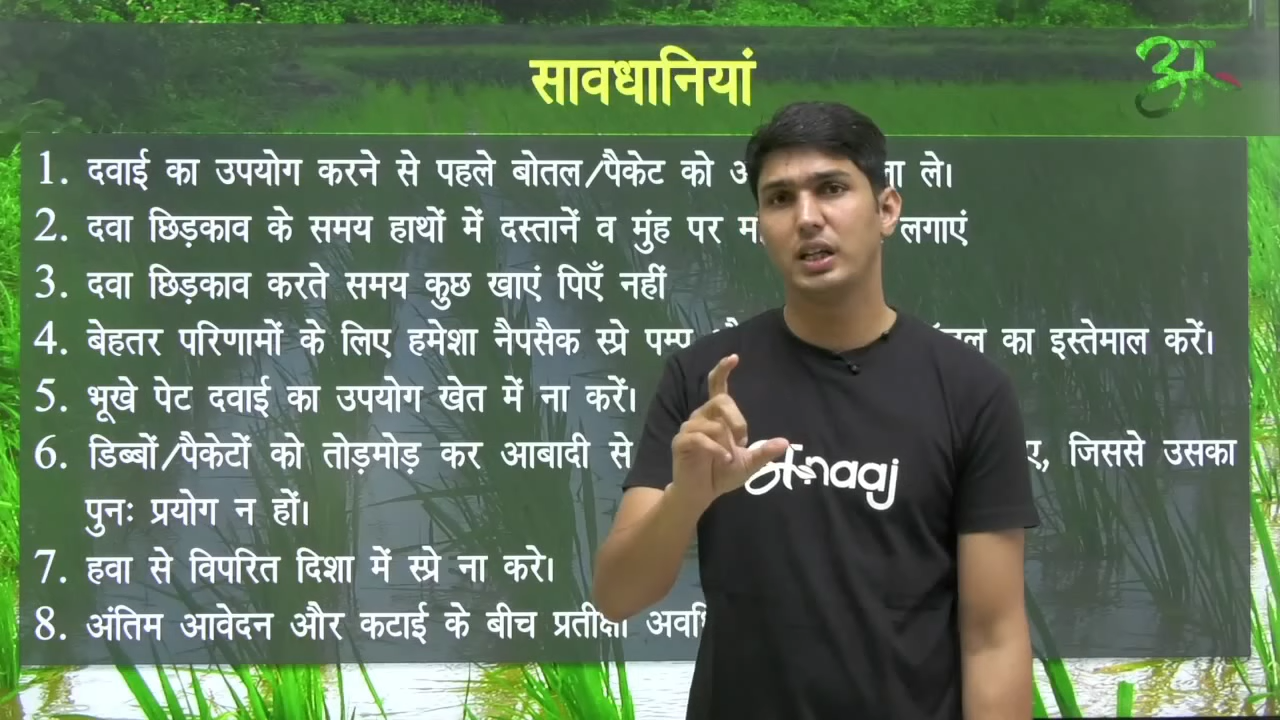 सावधानियां
अ
1. दवाई का उपयोग करने से पहले बोतल/पैकेट को ले।
2. दवा छिड़काव के समय हाथों में दस्तानें व मुंह पर लगाएं
3. दवा छिड़काव करते समय कुछ खाएं पिएँ नहीं
4. बेहतर परिणामों के लिए हमेशा नैपसैक स्प्रे पम्प का इस्तेमाल करें।
5. भूखे पेट दवाई का उपयोग खेत में ना करें।
6. डिब्बों/पैकेटों को तोड़मोड़ कर आबादी से जिससे उसका
पुनः प्रयोग न हों।
7. हवा से विपरित दिशा में स्प्रे ना करे।
8. अंतिम आवेदन और कटाई के बीच प्रतीक्षा
अnaaj